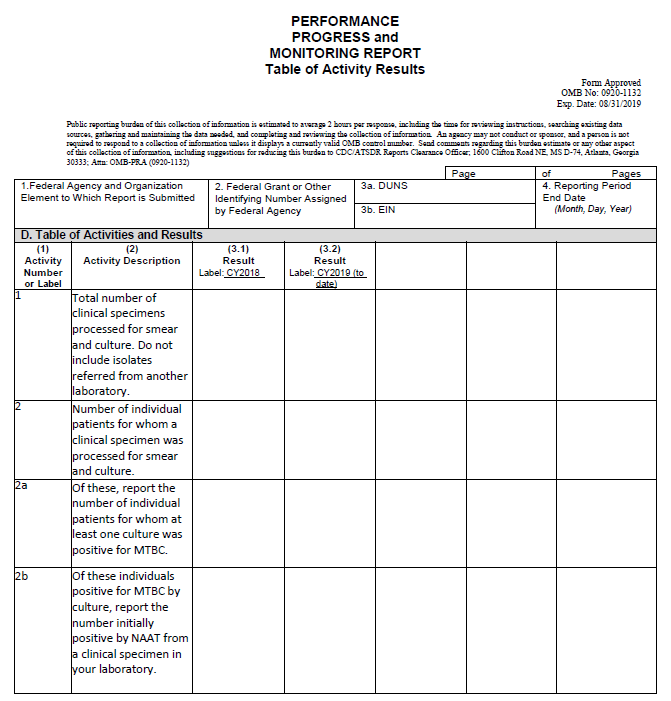 PERFORMANCE
PROGRESS and
MONITORING REPORT
Table of Activity Results
Form Approved
OMB No: 0920-1132
Exp. Date: 08/31/2019
Public reporting burden of this collection of information is estimated to average 2 hours per response, including the time for reviewing instructions, searching existing data
sources, gathering and maintaining the data needed, and completing and reviewing the collection of information. An agency may not conduct or sponsor, and a person is not
required to respond to a collection of information unless it displays a currently valid OMB control number. Send comments regarding this burden estimate or any other aspect
of this collection of information, including suggestions for reducing this burden to CDC/ATSDR Reports Clearance Officer; 1600 Clifton Road NE, MS D-74, Atlanta, Georgia
30333; Attn: OMB-PRA (0920-1132)
Page of Pages
1.Federal Agency and Organization
Element to Which Report is Submitted
2. Federal Grant or Other
Identifying Number Assigned
by Federal Agency
3a. DUNS
3b. EIN
4. Reporting Period
End Date
(Month, Day, Year)
D. Table of Activities and Results
(1)
Activity
Number
or Label
(2)
Activity Description
(3.1)
Result
Label: CY2018
(3.2)
Result
Label: CY2019 (to
date)
1
Total number of
clinical specimens
processed for smear
and culture. Do not
include isolates
referred from another
laboratory.
2
Number of individual
patients for whom a
clinical specimen was
processed for smear
and culture.
2a
Of these, report the
number of individual
patients for whom at
least one culture was
positive for MTBC.
2b
Of these individuals
positive for MTBC by
culture, report the
number initially
positive by NAAT from
a clinical specimen in
your laboratory.